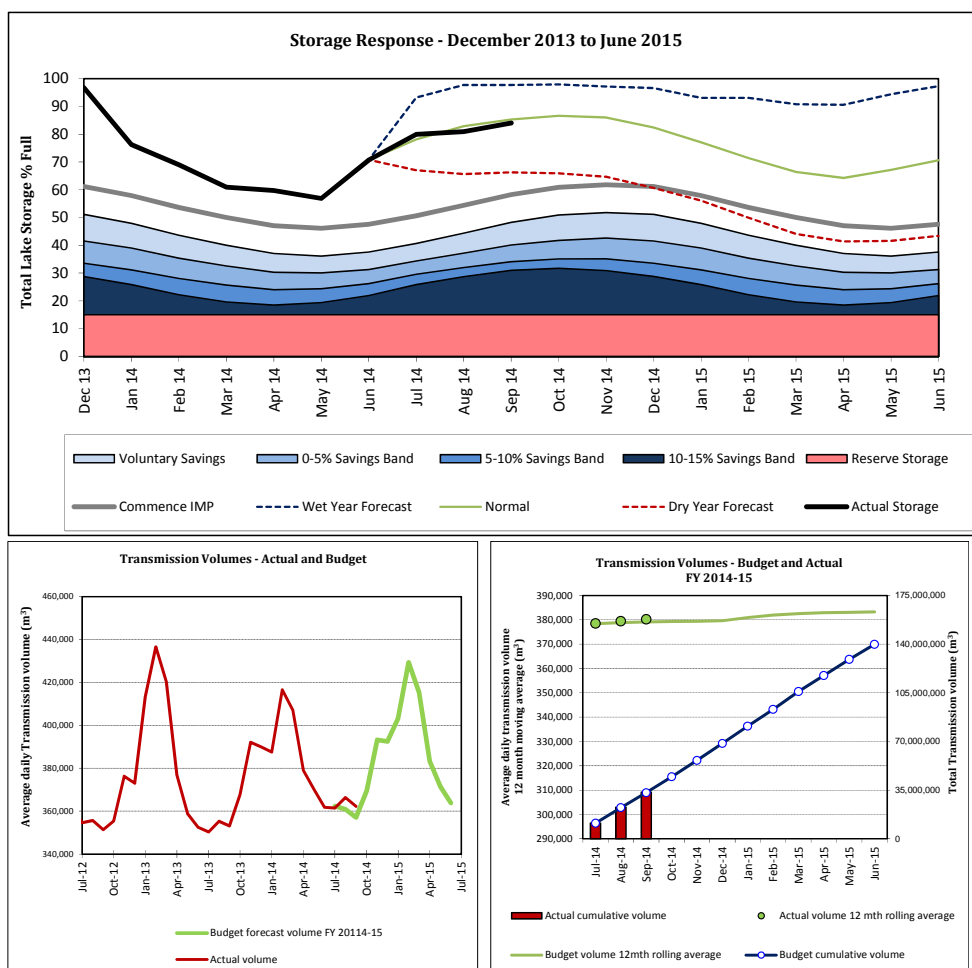 Storage Response - December 2013 to June 2015
Total Lake Storage % Full
100
90
80
70
60
50
40
30
20
10
0
Dec 13
Jan 14
Feb 14
Mar 14
Apr 14
May 14
Jun 14
Jul 14
Aug 14
Sep 14
Oct 14
Nov 14
Dec 14
Jan 15
Feb 15
Mar 15
Apr 15
May 15
Jun 15
Voluntary Savings
0-5% Savings Band
5-10% Savings Band
10-15% Savings Band
Reserve Storage
Commence IMP
Wet Year Forecast
Normal
Dry Year Forecast
Actual Storage
Transmission Volumes - Actual and Budget
Average daily Transmission volume (m³)
460,000
440,000
420,000
400,000
380,000
360,000
340,000
Jul-12
Oct-12
Jan-13
Apr-13
Jul-13
Oct-13
Jan-14
Apr-14
Jul-14
Oct-14
Jan-15
Apr-15
Jul-15
Budget forecast volume FY 20114-15
Actual volume
Transmission Volumes - Budget and Actual
FY 2014-15
Average daily transmission volume
12 month moving average (m³)
390,000
380,000
370,000
360,000
350,000
340,000
330,000
320,000
310,000
300,000
290,000
175,000,000
140,000,000
105,000,000
70,000,000
35,000,000
0
Total Transmission volume (m³)
Jul-14
Aug-14
Sep-14
Oct-14
Nov-14
Dec-14
Jan-15
Feb-15
Mar-15
Apr-15
May-15
Jun-15
Actual cumulative volume
Actual volume 12 mth rolling average
Budget volume 12mth rolling average
Budget cumulative volume